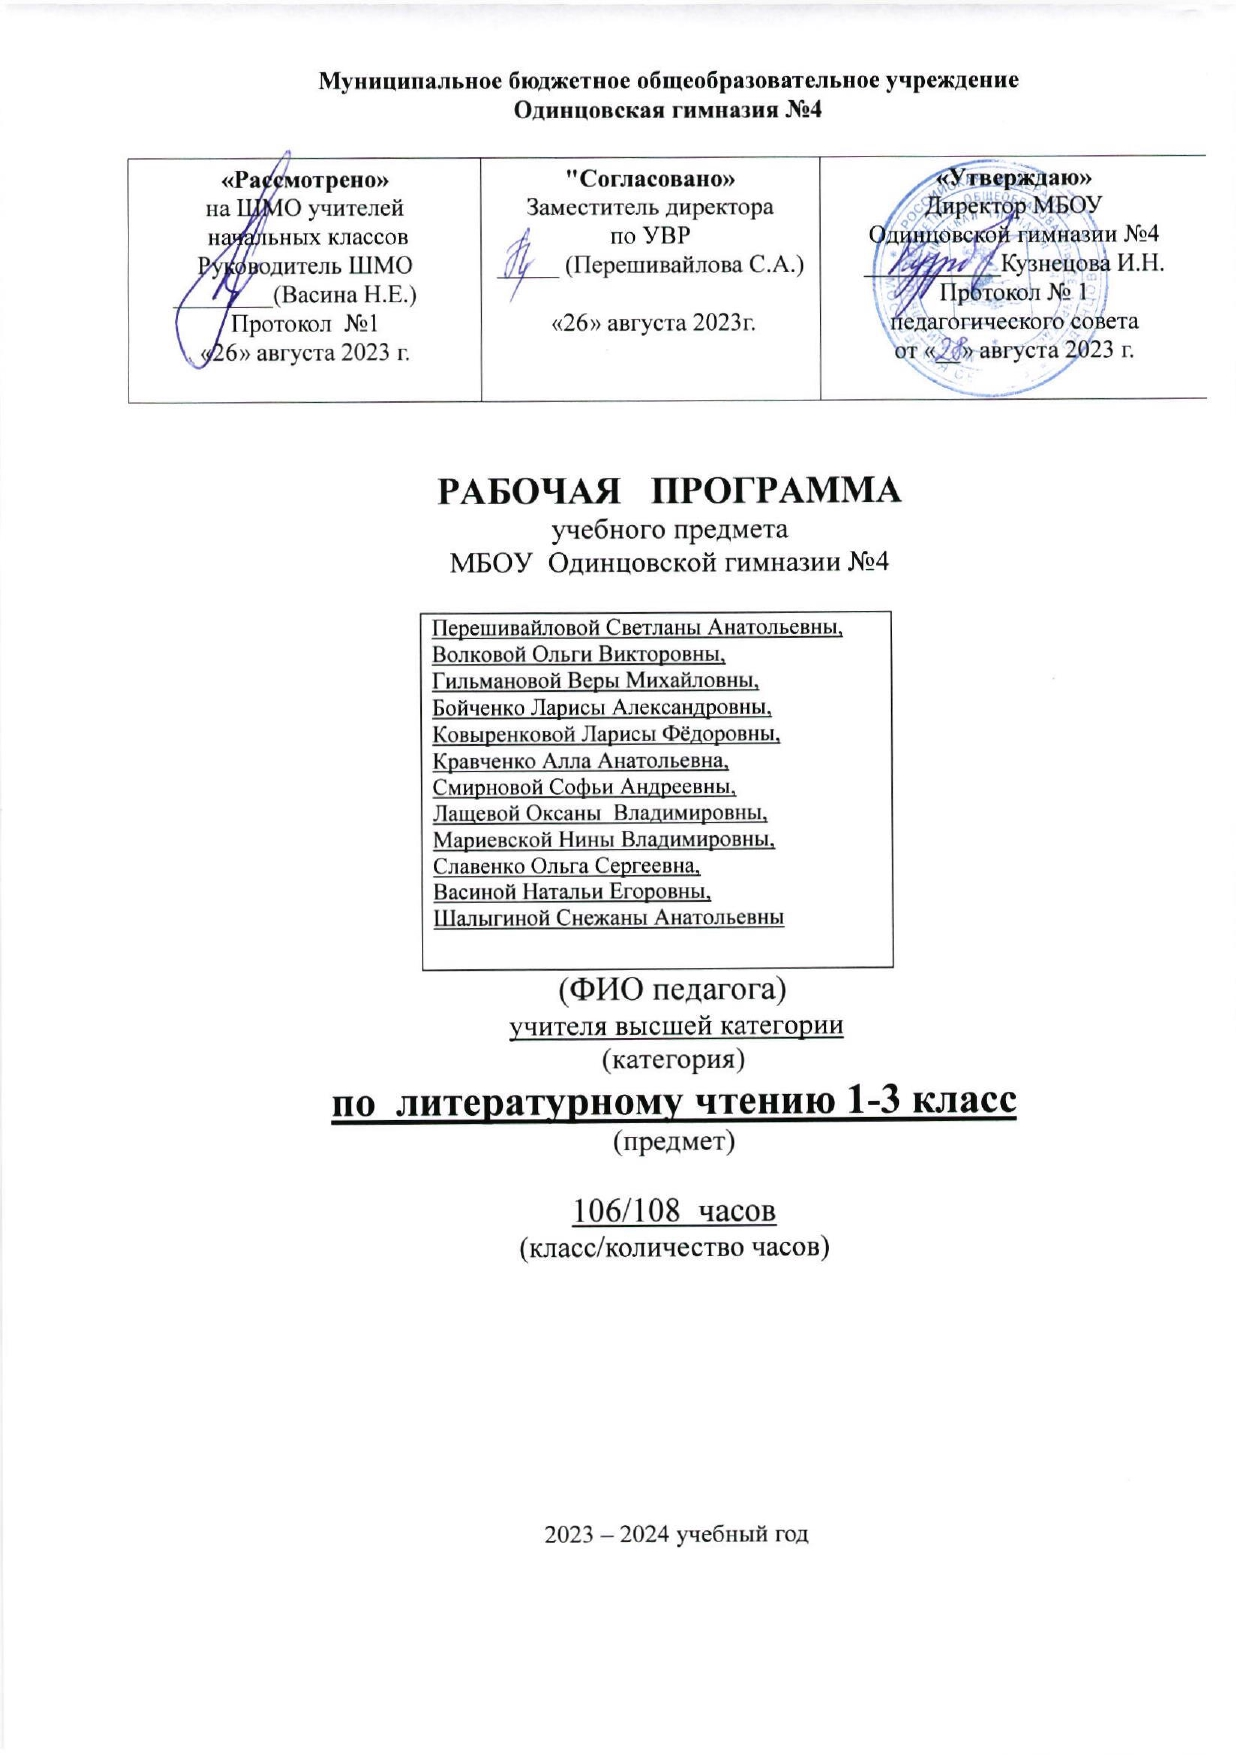 Муниципальное бюджетное общеобразовательное учреждение
Одинцовская гимназия №4
«Рассмотрено»
на ШМО учителей
начальных классов
Руководитель ШМО
________(Васина Н.Е.)
Протокол №1
«26» августа 2023 г.
"Согласовано»
Заместитель директора
по УВР
_____ (Перешивайлова С.А.)
«26» августа 2023г.
«Утверждаю»
Директор МБОУ
Одинцовской гимназии №4
___________Кузнецова И.Н.
Протокол № 1
педагогического совета
от «28» августа 2023 г.
РАБОЧАЯ ПРОГРАММА
учебного предмета
МБОУ Одинцовской гимназии №4
Перешивайловой Светланы Анатольевны,
Волковой Ольги Викторовны,
Гильмановой Веры Михайловны,
Бойченко Ларисы Александровны,
Ковыренковой Ларисы Фёдоровны,
Кравченко Алла Анатольевна,
Смирновой Софьи Андреевны,
Лащевой Оксаны Владимировны,
Мариевской Нины Владимировны,
Славенко Ольга Сергеевна,
Васиной Натальи Егоровны,
Шалыгиной Снежаны Анатольевны
(ФИО педагога)
учителя высшей категории
(категория)
по литературному чтению 1-3 класс
(предмет)
106/108 часов
(класс/количество часов)
2023 – 2024 учебный год